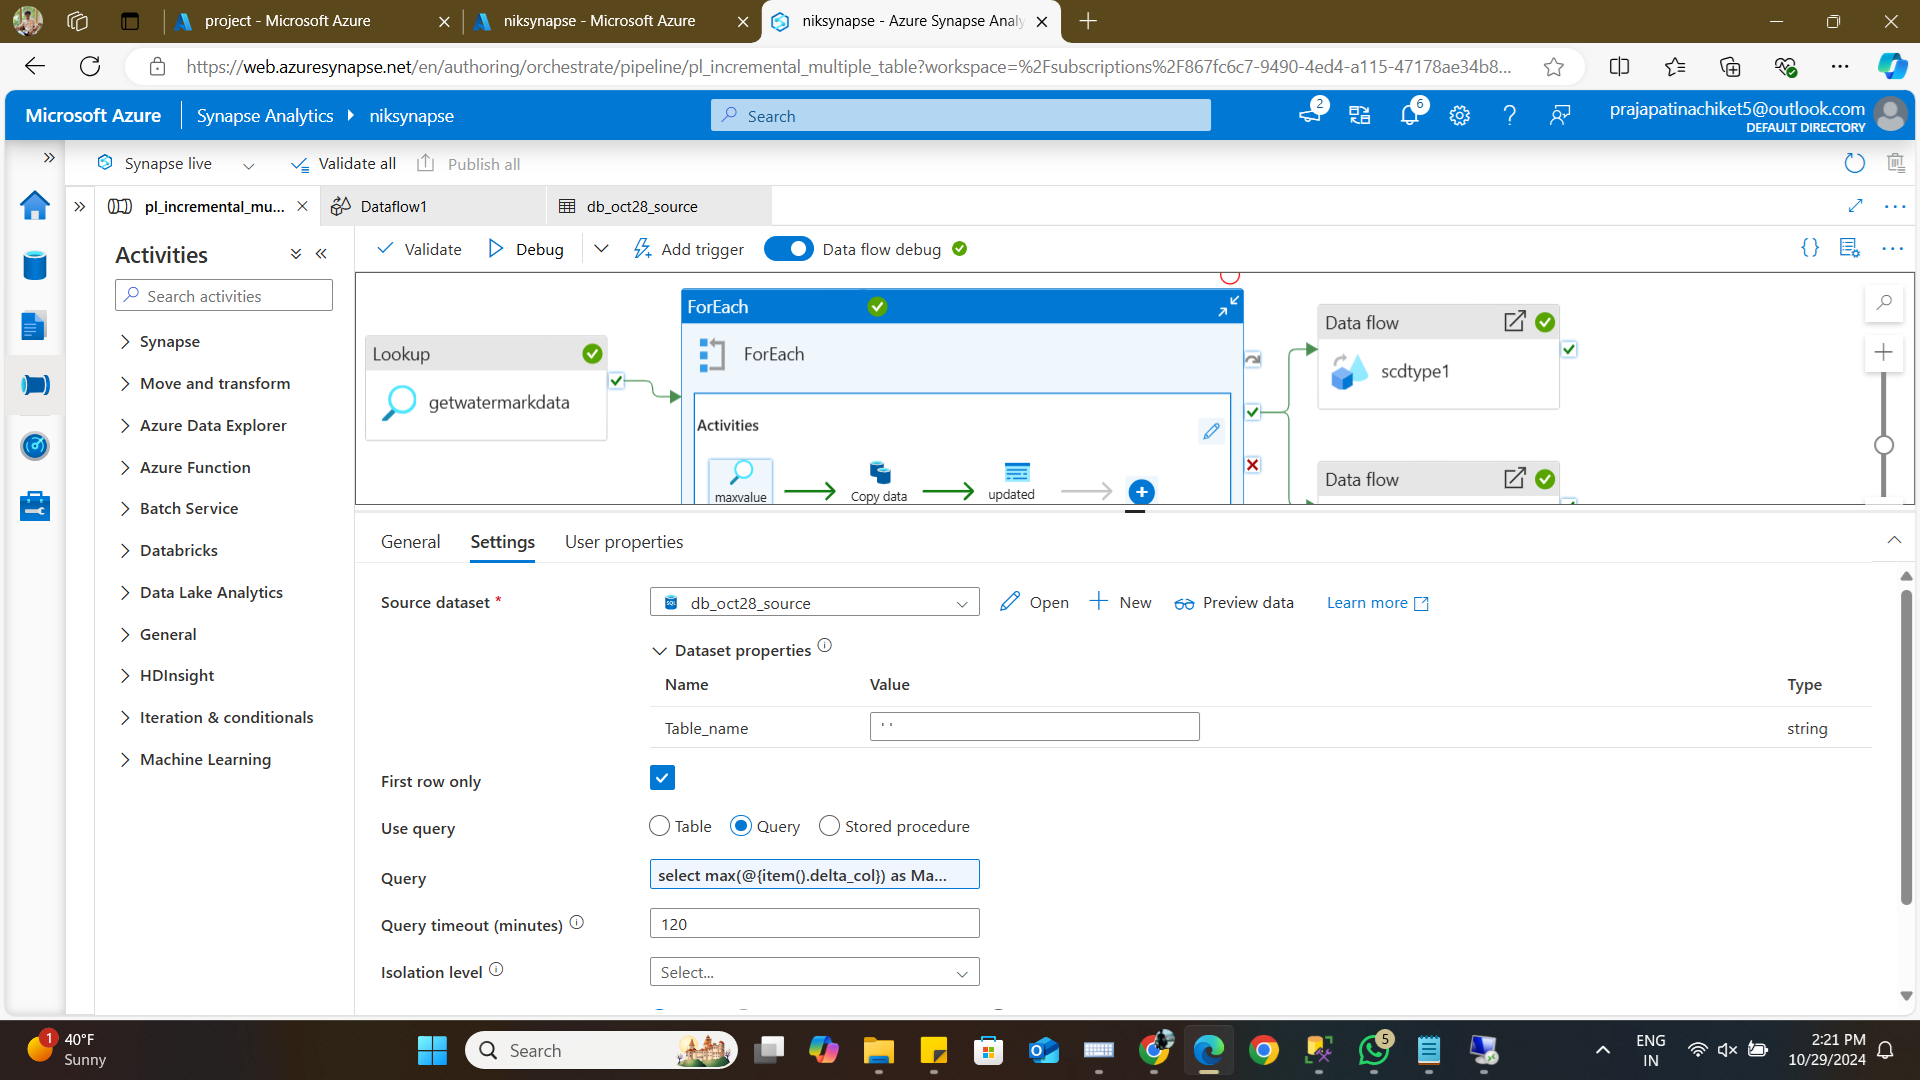 project - Microsoft Azure
niksynapse - Microsoft Azure
niksynapse - Azure Synapse Analy
https://web.azuresynapse.net/en/authoring/orchestrate/pipeline/pl_incremental_multiple_table?workspace=%2Fsubscriptions%2F867fc6c7-9490-4ed4-a115-47178ae34b8...
Microsoft Azure
Synapse Analytics
niksynapse
Search
2
6
prajapatinachiket5@outlook.com
DEFAULT DIRECTORY
Synapse live
Validate all
Publish all
pl_incremental_mu...
Dataflow1
db_oct28_source
Activities
Search activities
Synapse
Move and transform
Azure Data Explorer
Azure Function
Batch Service
Databricks
Data Lake Analytics
General
HDInsight
Iteration & conditionals
Machine Learning
Validate
Debug
Add trigger
Data flow debug
{}
Lookup
getwatermarkdata
ForEach
ForEach
Activities
maxvalue
Copy data
updated
Data flow
scdtype1
Data flow
General
Settings
User properties
Source dataset *
SQL
db_oct28_source
Open
New
Preview data
Learn more
Dataset properties
Name
Value
Type
Table_name
' '
string
First row only
Use query
Table
Query
Stored procedure
Query
select max(@{item().delta_col}) as Ma...
Query timeout (minutes)
120
Isolation level
Select...
1
40°F
Sunny
Search
5
ENG
IN
2:21 PM
10/29/2024